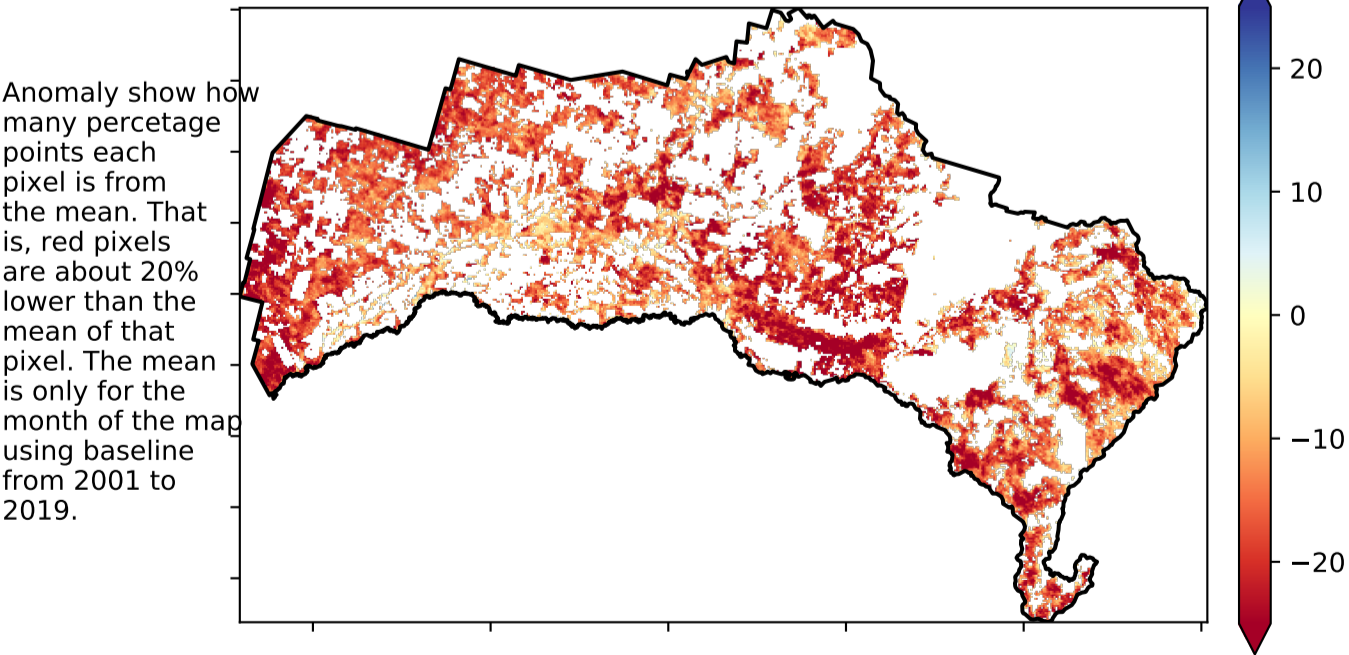 Anomaly show how
many percetage
points each
pixel is from
the mean. That
is, red pixels
are about 20%
lower than the
mean of that
pixel. The mean
is only for the
month of the map
using baseline
from 2001 to
2019.
20
10
0
−10
−20